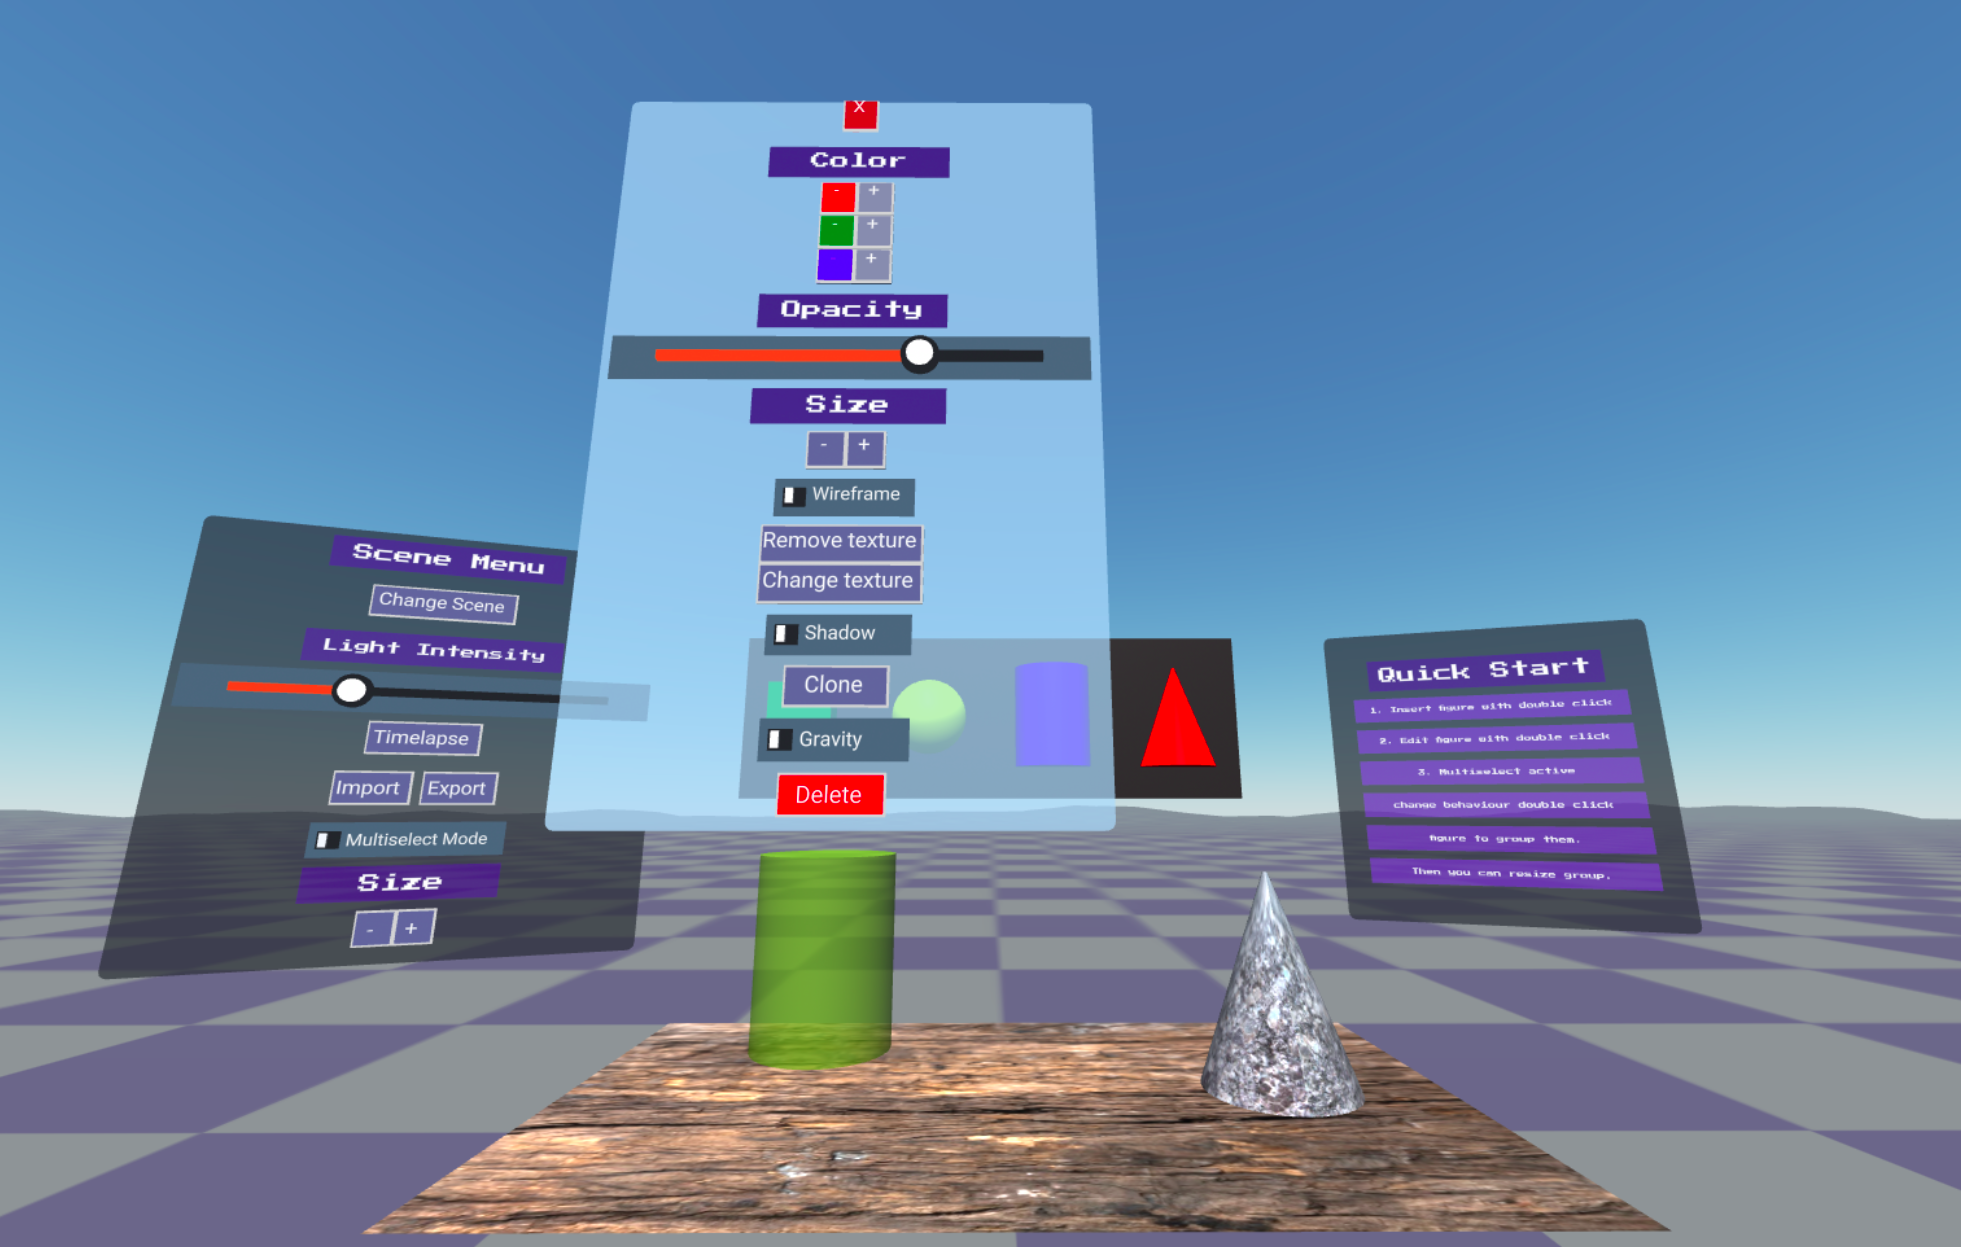 X
Color
- +
- +
- +
Opacity
Size
- +
Wireframe
Remove texture
Change texture
Shadow
Clone
Gravity
Delete
Scene Menu
Change Scene
Light Intensity
Timelapse
Import Export
Multiselect Mode
Size
- +
Quick Start
1. Insert figure with double click
2. Edit figure with double click
3. Multiselect active
change behaviour double click
figure to group them.
Then you can resize group.